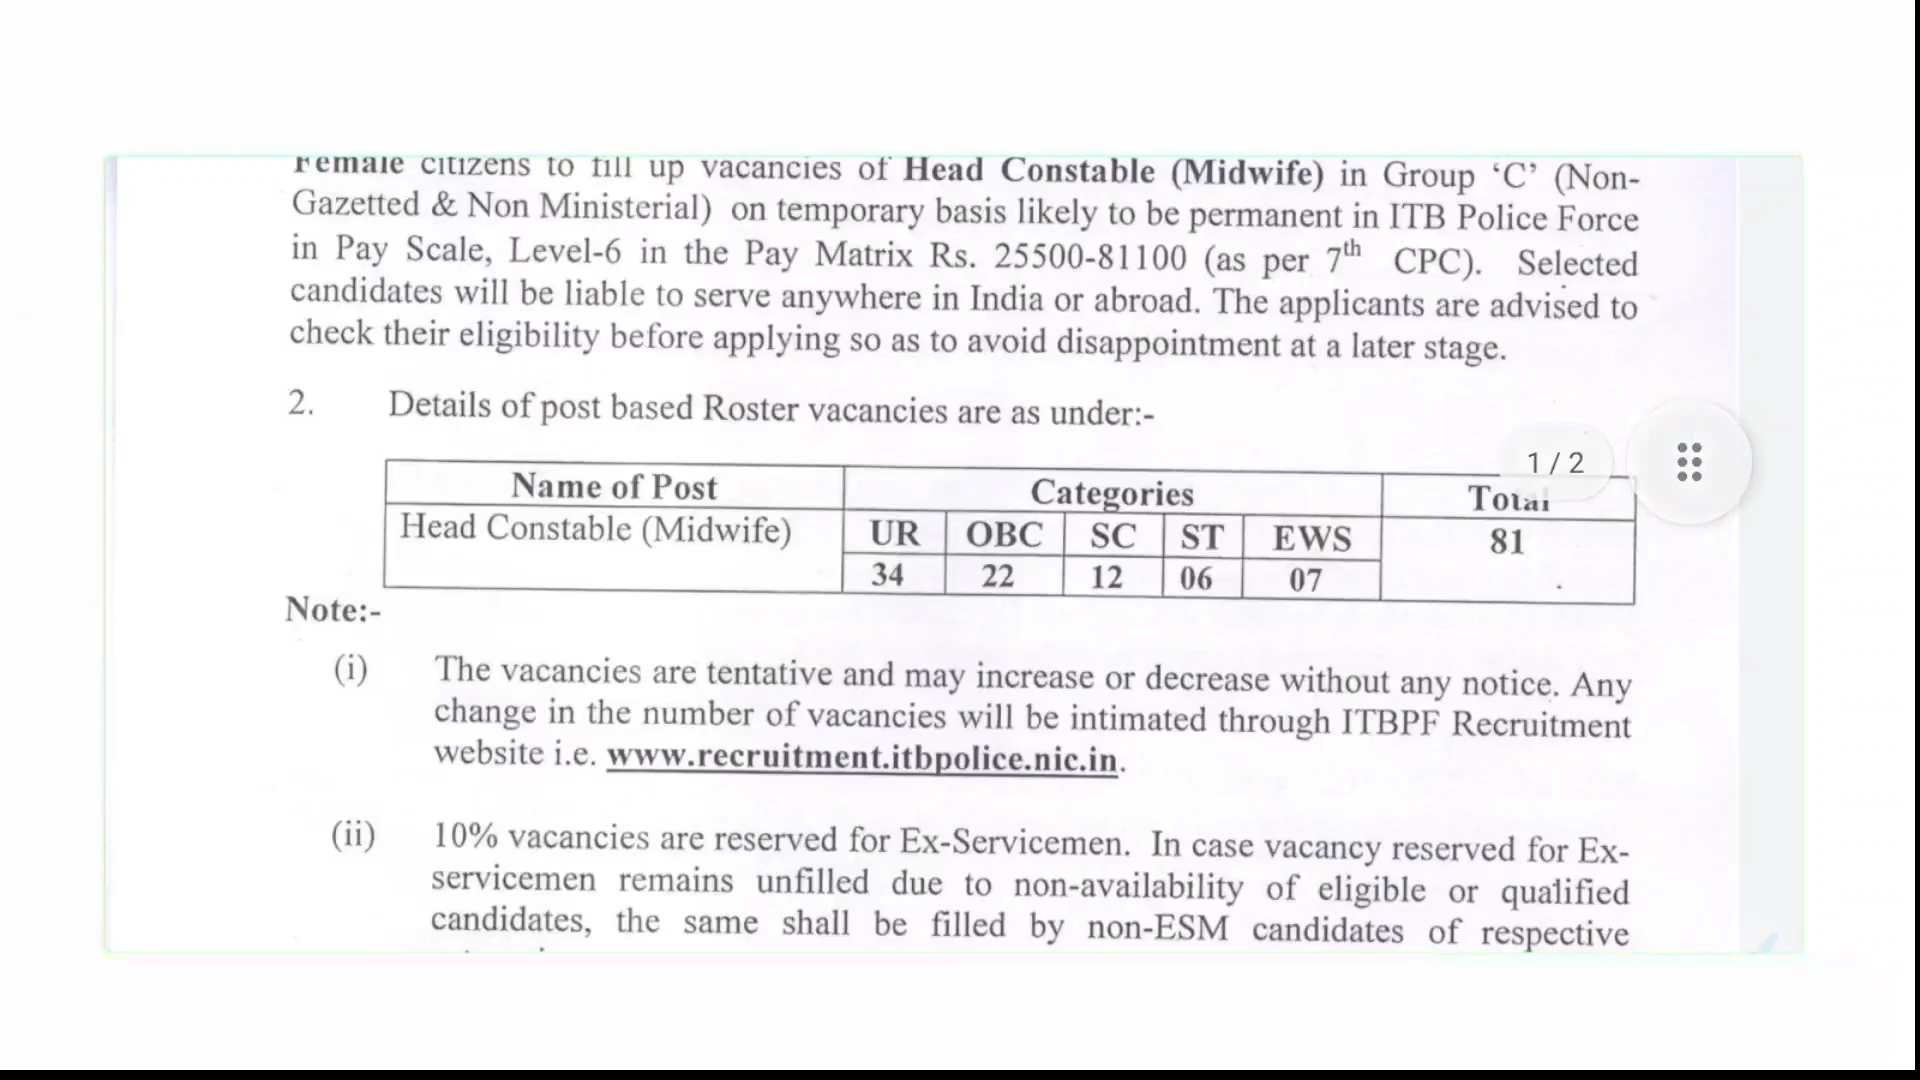 Female citizens to fill up vacancies of Head Constable (Midwife) in Group ‘C’ (Non-
Gazetted & Non Ministerial) on temporary basis likely to be permanent in ITB Police Force
in Pay Scale, Level-6 in the Pay Matrix Rs. 25500-81100 (as per 7th CPC). Selected
candidates will be liable to serve anywhere in India or abroad. The applicants are advised to
check their eligibility before applying so as to avoid disappointment at a later stage.
2. Details of post based Roster vacancies are as under:-
1 / 2
Name of Post Categories Total
Head Constable (Midwife) UR OBC SC ST EWS 81
34 22 12 06 07
Note:-
(i) The vacancies are tentative and may increase or decrease without any notice. Any
change in the number of vacancies will be intimated through ITBPF Recruitment
website i.e. www.recruitment.itbpolice.nic.in.
(ii) 10% vacancies are reserved for Ex-Servicemen. In case vacancy reserved for Ex-
servicemen remains unfilled due to non-availability of eligible or qualified
candidates, the same shall be filled by non-ESM candidates of respective